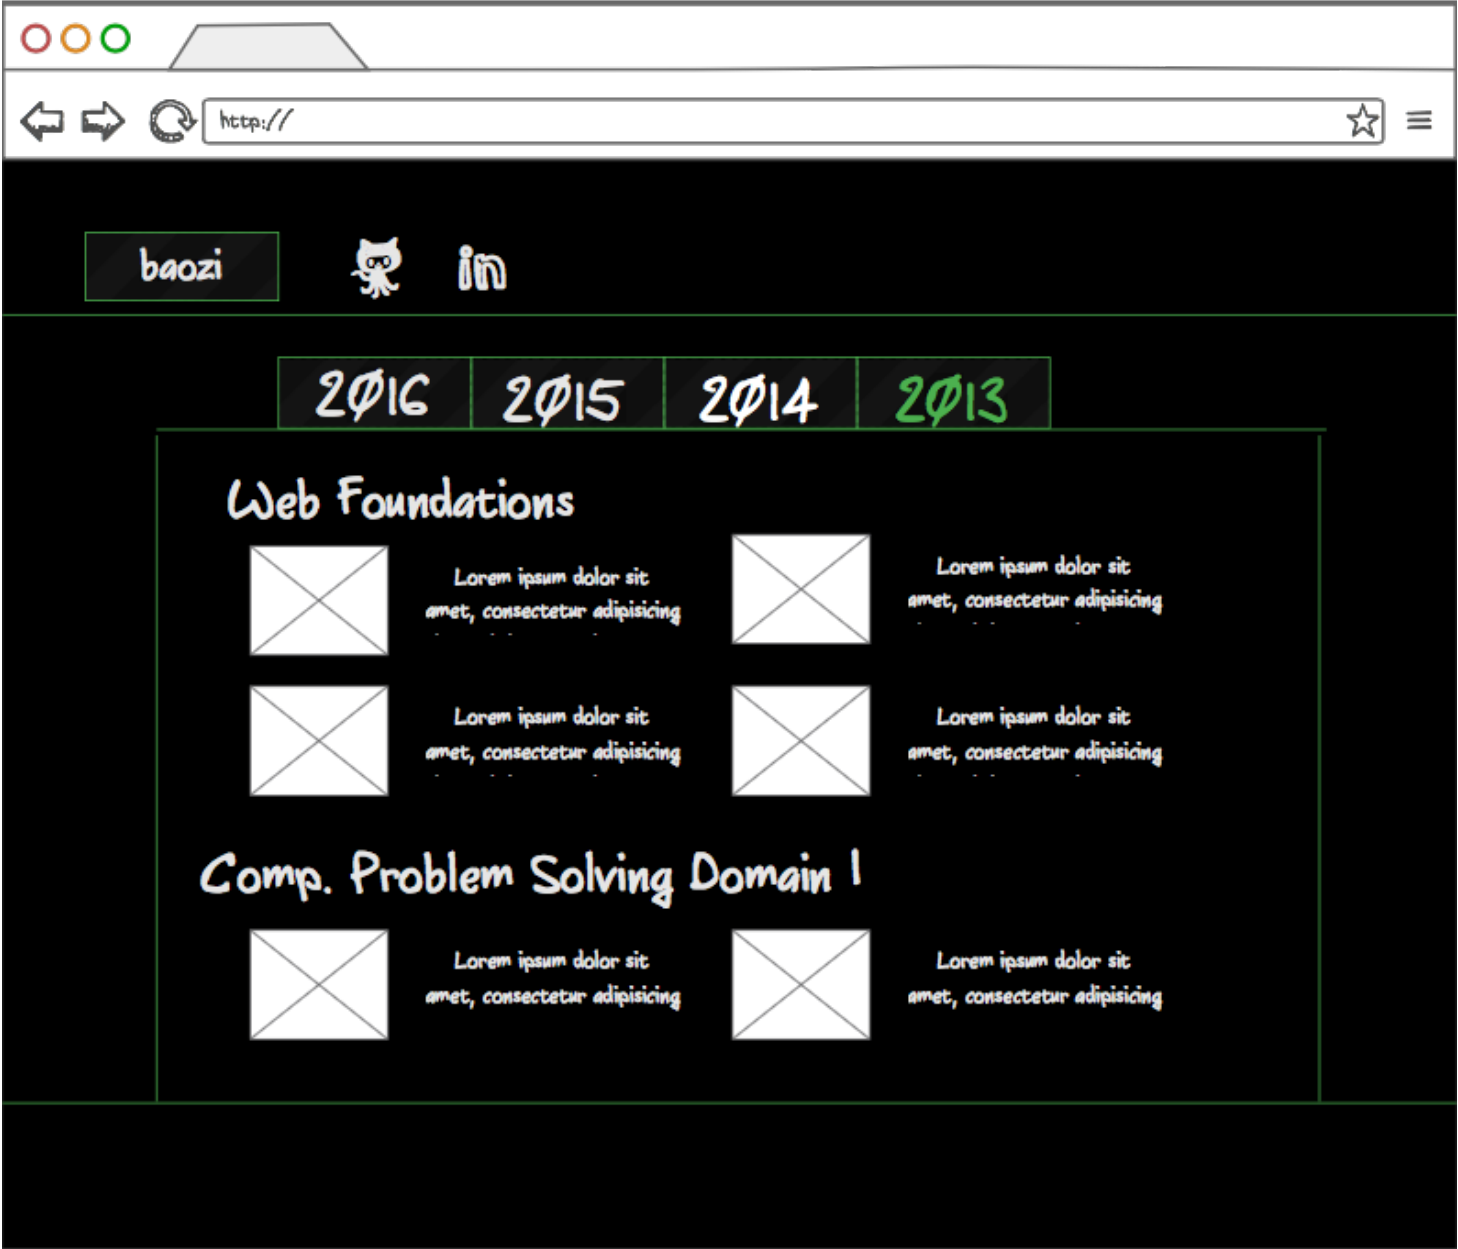 http://
baozi
in
2016 2015 2014 2013
Web Foundations
Lorem ipsum dolor sit
amet, consectetur adipisicing
Lorem ipsum dolor sit
amet, consectetur adipisicing
Lorem ipsum dolor sit
amet, consectetur adipisicing
Lorem ipsum dolor sit
amet, consectetur adipisicing
Comp. Problem Solving Domain 1
Lorem ipsum dolor sit
amet, consectetur adipisicing
Lorem ipsum dolor sit
amet, consectetur adipisicing